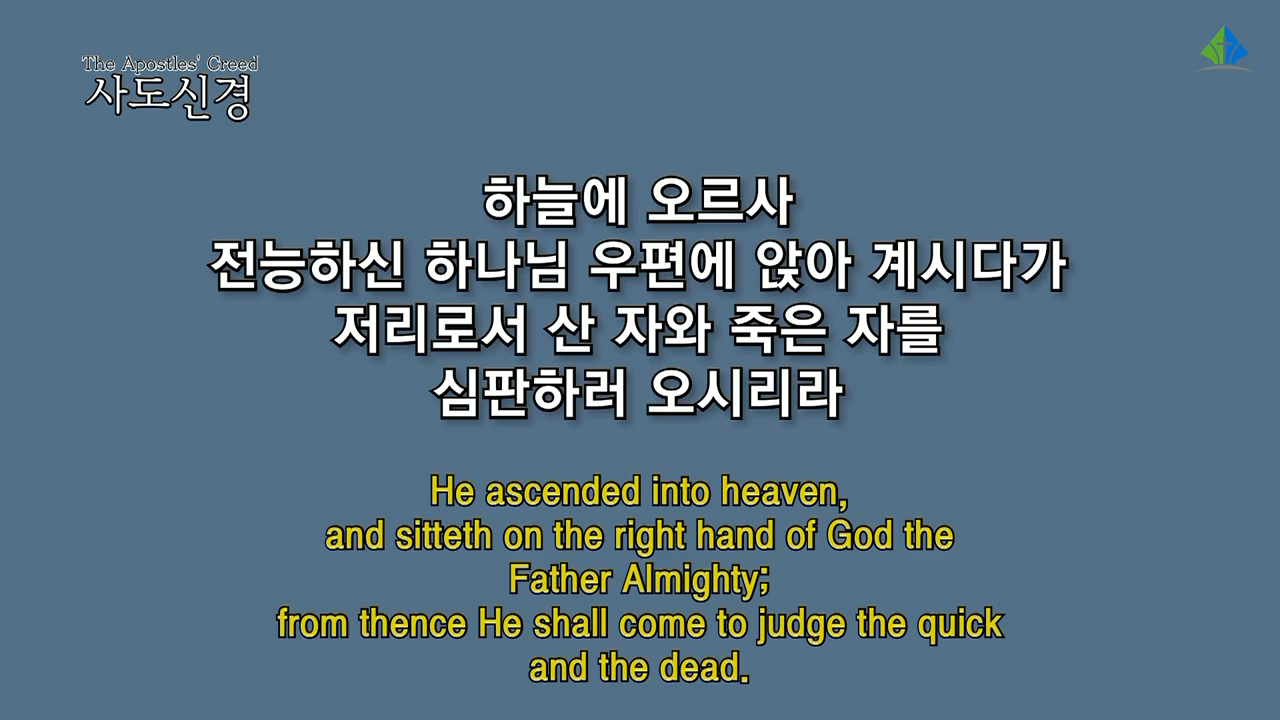 The Apostles' Creed
사도신경
하늘에 오르사
전능하신 하나님 우편에 앉아 계시다가
저리로서 산 자와 죽은 자를
심판하러 오시리라
He ascended into heaven,
and sitteth on the right hand of God the
Father Almighty;
from thence He shall come to judge the quick
and the dead.